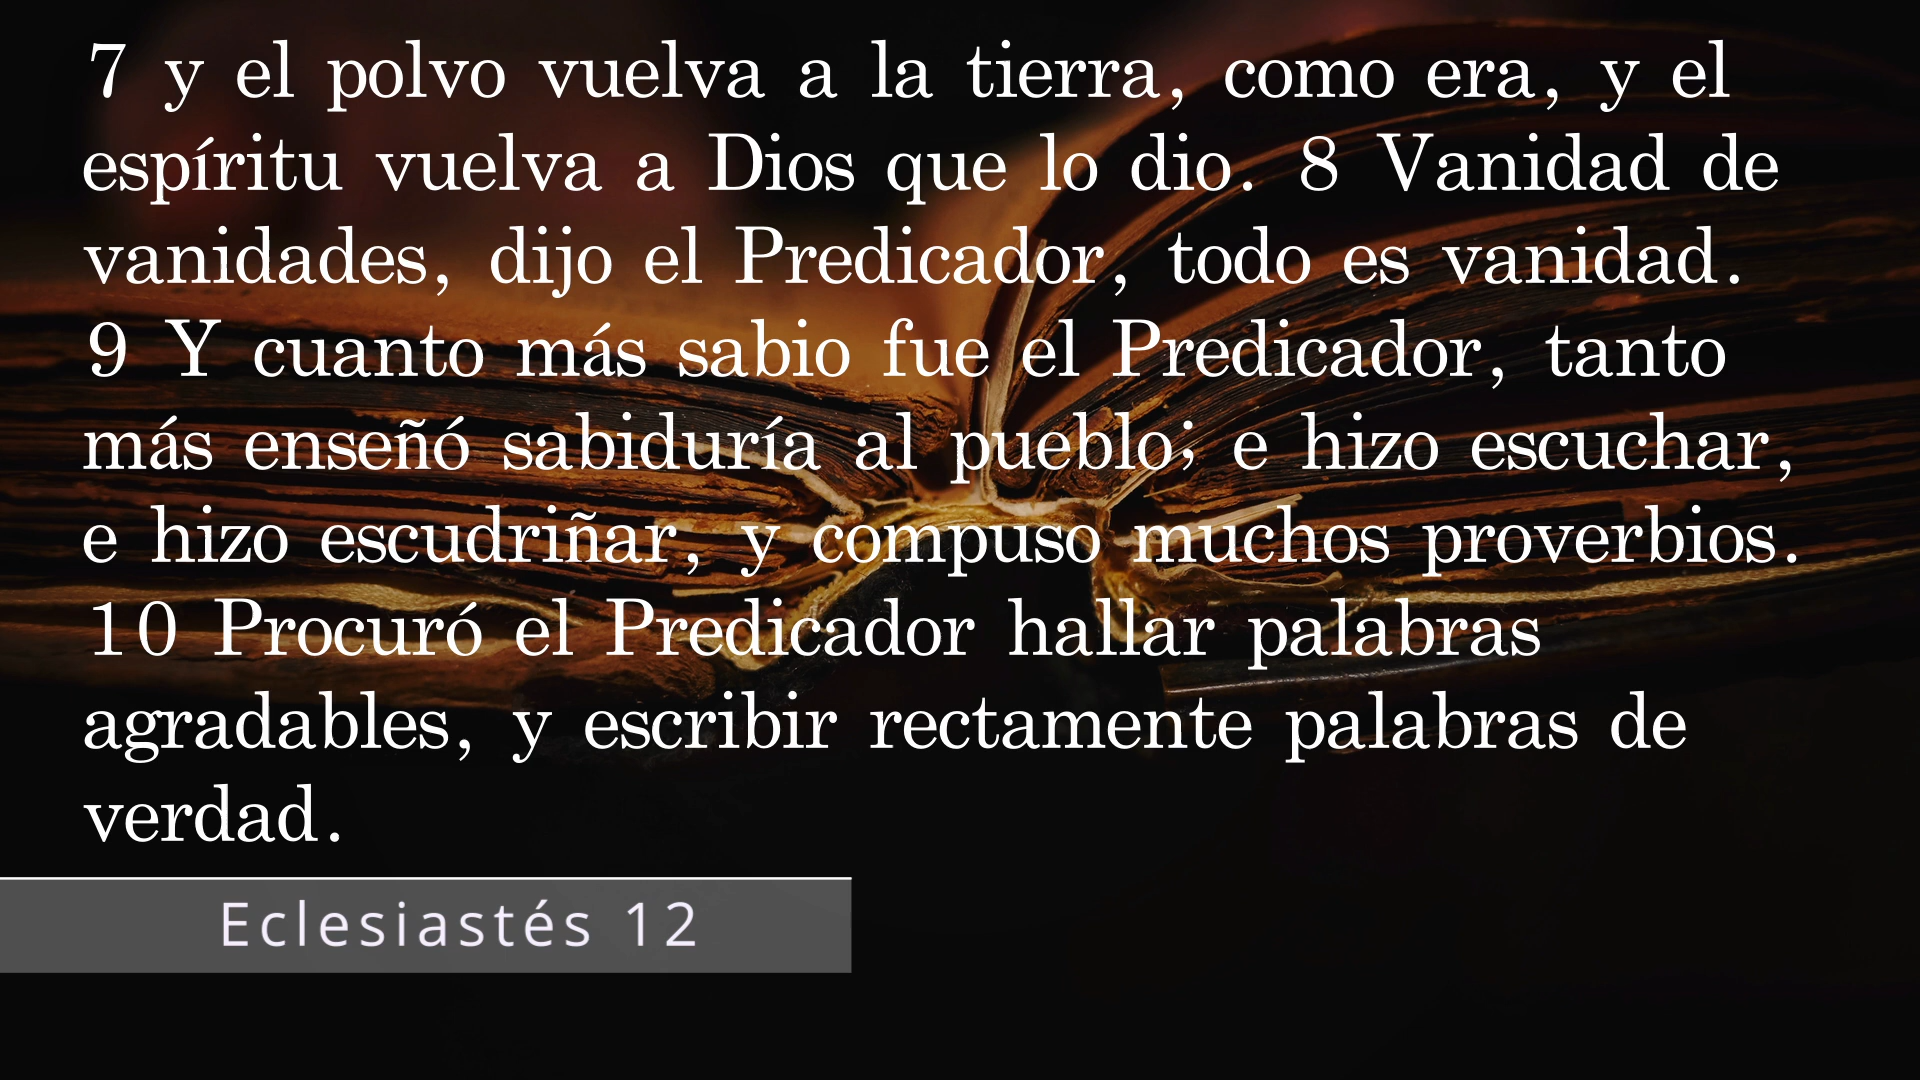 7 y el polvo vuelva a la tierra, como era, y el
espíritu vuelva a Dios que lo dio. 8 Vanidad de
vanidades, dijo el Predicador, todo es vanidad.
9 Y cuanto más sabio fue el Predicador, tanto
más enseñó sabiduría al pueblo; e hizo escuchar,
e hizo escudriñar, y compuso muchos proverbios.
10 Procuró el Predicador hallar palabras
agradables, y escribir rectamente palabras de
verdad.
Eclesiastés 12